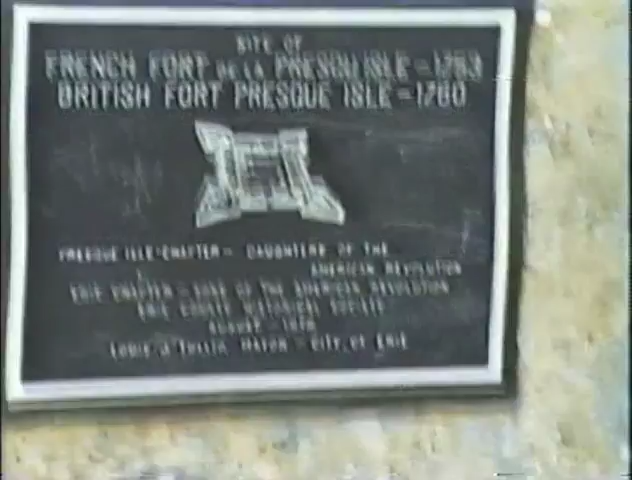 SITE OF
FRENCH FORT DE LA PRESQU'ISLE - 1753
BRITISH FORT PRESQUE ISLE - 1760
PRESQUE ISLE CHAPTER - DAUGHTERS OF THE
AMERICAN REVOLUTION
ERIE CHAPTER - SONS OF THE AMERICAN REVOLUTION
ERIE COUNTY HISTORICAL SOCIETY
AUGUST - 
LOUIS J TULLIO, MAYOR - CITY OF ERIE